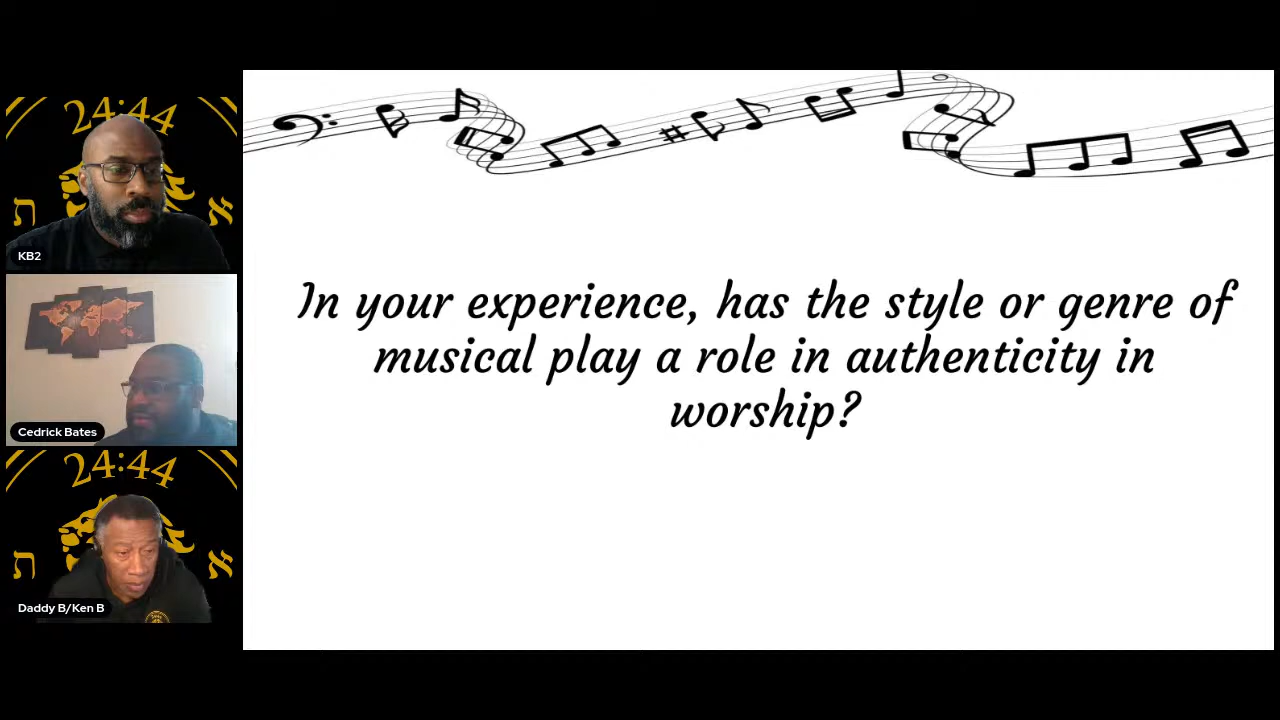 24:44
ת
א
KB2
Cedrick Bates
24:44
ת
א
Daddy B/Ken B
In your experience, has the style or genre of
musical play a role in authenticity in
worship?